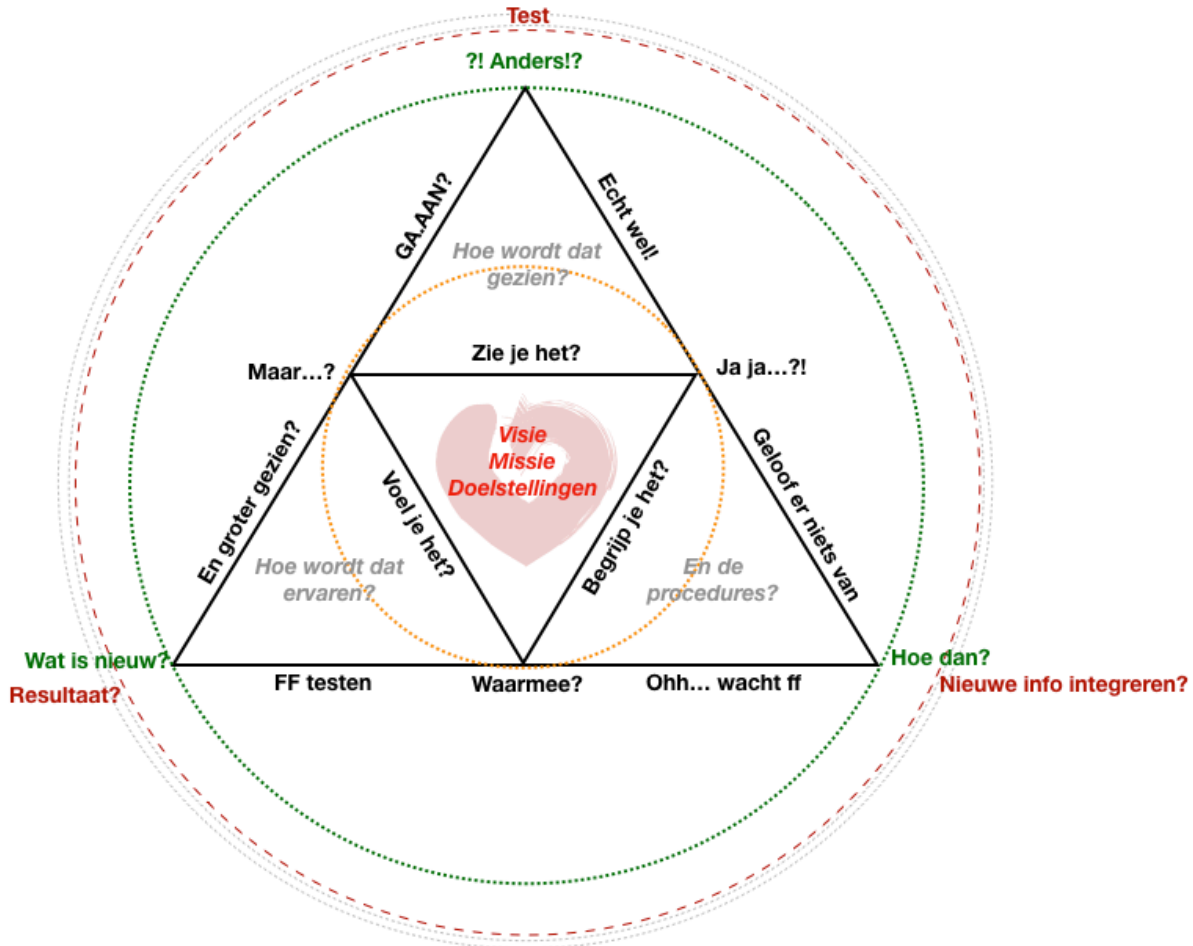 Test
?! Anders!?
GA.AAN?
Echt wel!
Hoe wordt dat
gezien?
Zie je het?
Maar...?
Ja ja...?!
Visie
Missie
Doelstellingen
En groter gezien?
Voel je het?
Begrijp je het?
Geloof er niets van
Hoe wordt dat
ervaren?
En de
procedures?
Wat is nieuw?
Hoe dan?
Resultaat?
FF testen
Waarmee?
Ohh... wacht ff
Nieuwe info integreren?